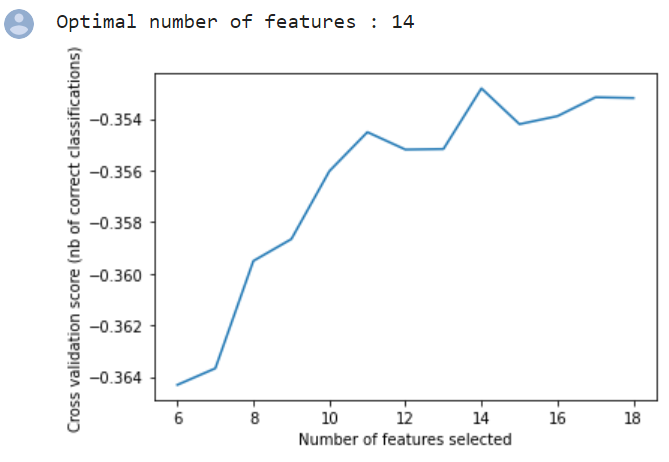 Optimal number of features : 14
Cross validation score (nb of correct classifications)
−0.354
−0.356
−0.358
−0.360
−0.362
−0.364
6 8 10 12 14 16 18
Number of features selected